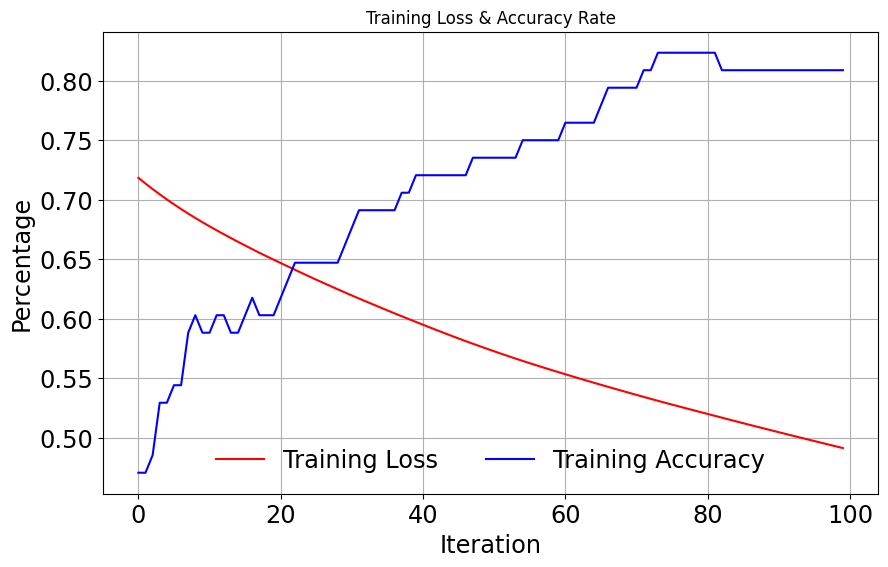 Training Loss & Accuracy Rate
Percentage
0.80
0.75
0.70
0.65
0.60
0.55
0.50
Training Loss
Training Accuracy
0 20 40 60 80 100
Iteration